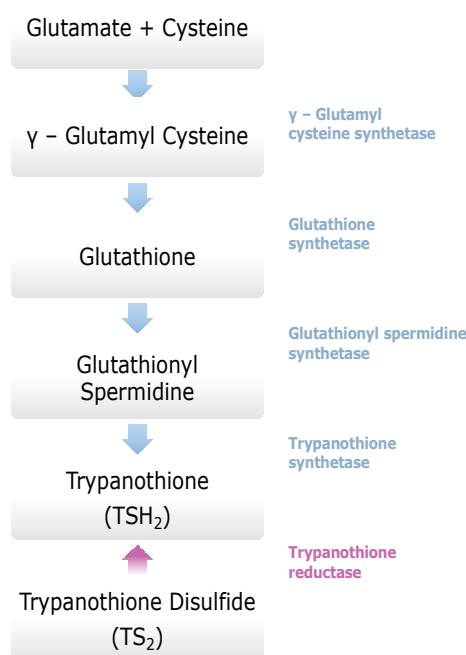 Glutamate + Cysteine
γ – Glutamyl
cysteine synthetase
γ – Glutamyl Cysteine
Glutathione
synthetase
Glutathione
Glutathionyl spermidine
synthetase
Glutathionyl
Spermidine
Trypanothione
synthetase
Trypanothione
(TSH₂)
Trypanothione
reductase
Trypanothione Disulfide
(TS₂)